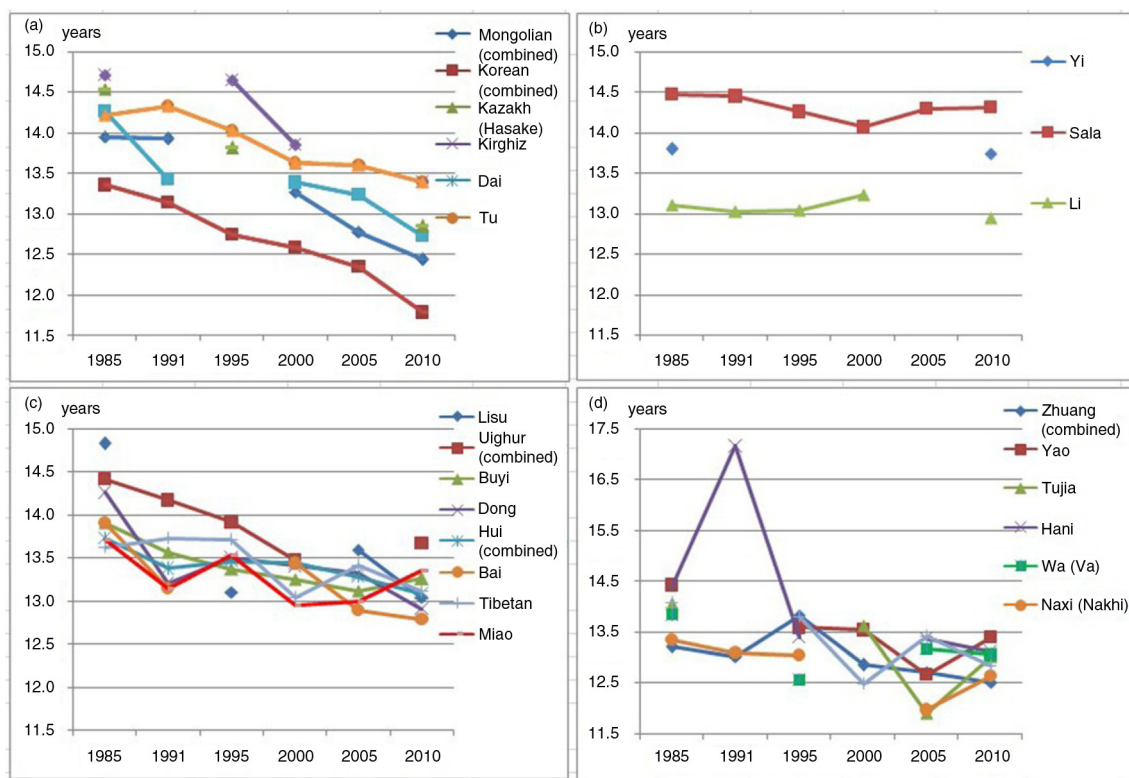 (a)
years
15.0
14.5
14.0
13.5
13.0
12.5
12.0
11.5
1985 1991 1995 2000 2005 2010
Mongolian
(combined)
Korean
(combined)
Kazakh
(Hasake)
Kirghiz
Dai
Tu
(b)
years
15.0
14.5
14.0
13.5
13.0
12.5
12.0
11.5
1985 1991 1995 2000 2005 2010
Yi
Sala
Li
(c)
years
15.0
14.5
14.0
13.5
13.0
12.5
12.0
11.5
1985 1991 1995 2000 2005 2010
Lisu
Uighur
(combined)
Buyi
Dong
Hui
(combined)
Bai
Tibetan
Miao
(d)
years
17.5
16.5
15.5
14.5
13.5
12.5
11.5
1985 1991 1995 2000 2005 2010
Zhuang
(combined)
Yao
Tujia
Hani
Wa (Va)
Naxi (Nakhi)